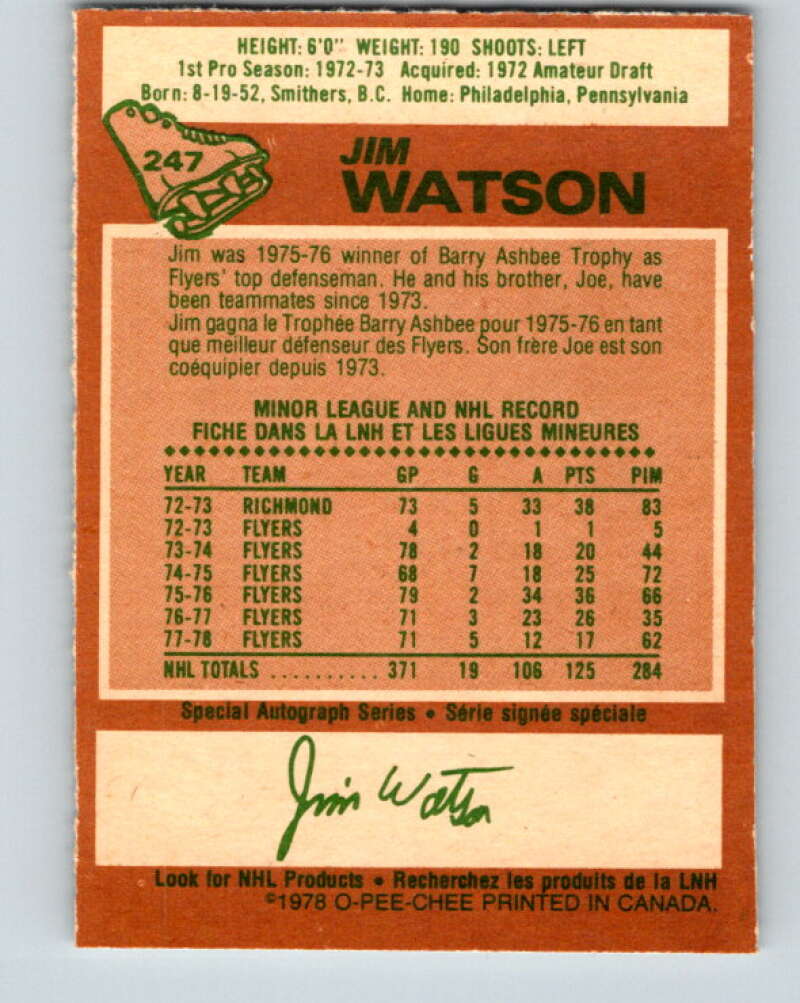 HEIGHT: 6'0" WEIGHT: 190 SHOOTS: LEFT
1st Pro Season: 1972-73 Acquired: 1972 Amateur Draft
Born: 8-19-52, Smithers, B.C. Home: Philadelphia, Pennsylvania
247
JIM
WATSON
Jim was 1975-76 winner of Barry Ashbee Trophy as
Flyers' top defenseman. He and his brother, Joe, have
been teammates since 1973.
Jim gagna le Trophée Barry Ashbee pour 1975-76 en tant
que meilleur défenseur des Flyers. Son frère Joe est son
coéquipier depuis 1973.
MINOR LEAGUE AND NHL RECORD
FICHE DANS LA LNH ET LES LIGUES MINEURES
YEAR TEAM GP G A PTS PIM
72-73 RICHMOND 73 5 33 38 83
72-73 FLYERS 4 0 1 1 5
73-74 FLYERS 78 2 18 20 44
74-75 FLYERS 68 7 18 25 72
75-76 FLYERS 79 2 34 36 66
76-77 FLYERS 71 3 23 26 35
77-78 FLYERS 71 5 12 17 62
NHL TOTALS .......... 371 19 106 125 284
Special Autograph Series • Série signée spéciale
Jim Watson
Look for NHL Products • Recherchez les produits de la LNH
©1978 O-PEE-CHEE PRINTED IN CANADA.